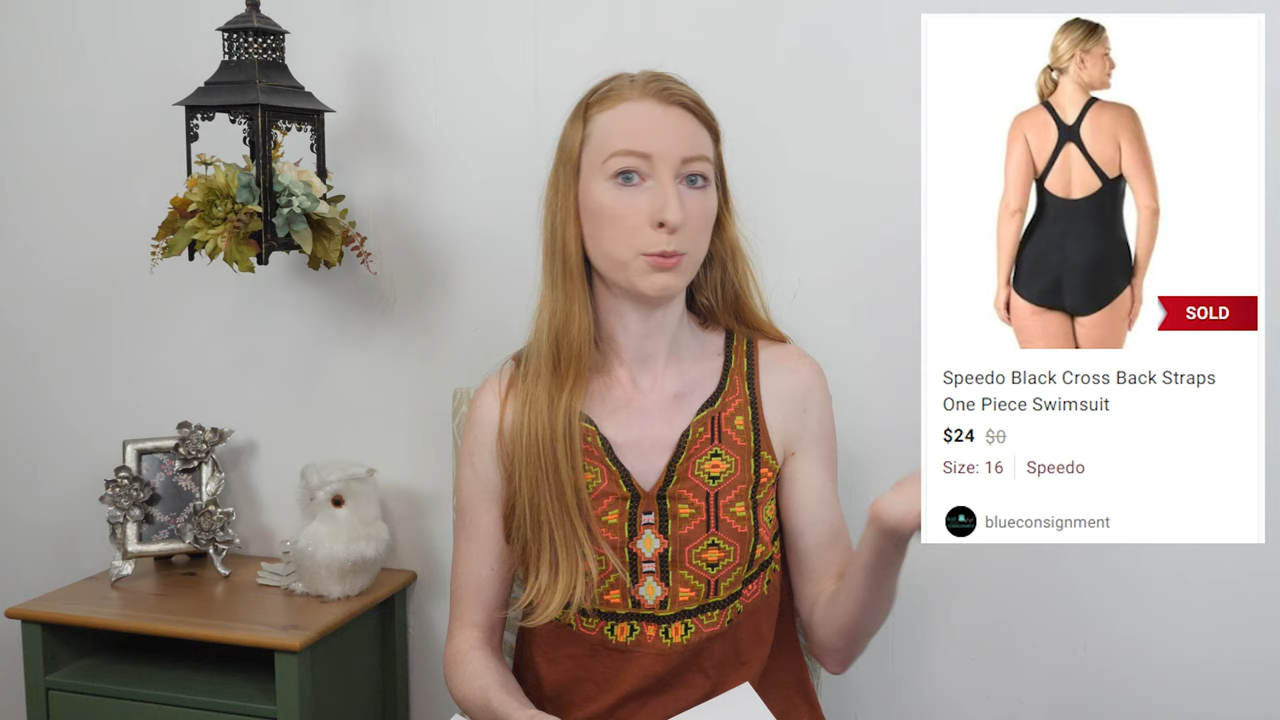 SOLD
Speedo Black Cross Back Straps
One Piece Swimsuit
$24 $0
Size: 16 Speedo
blueconsignment